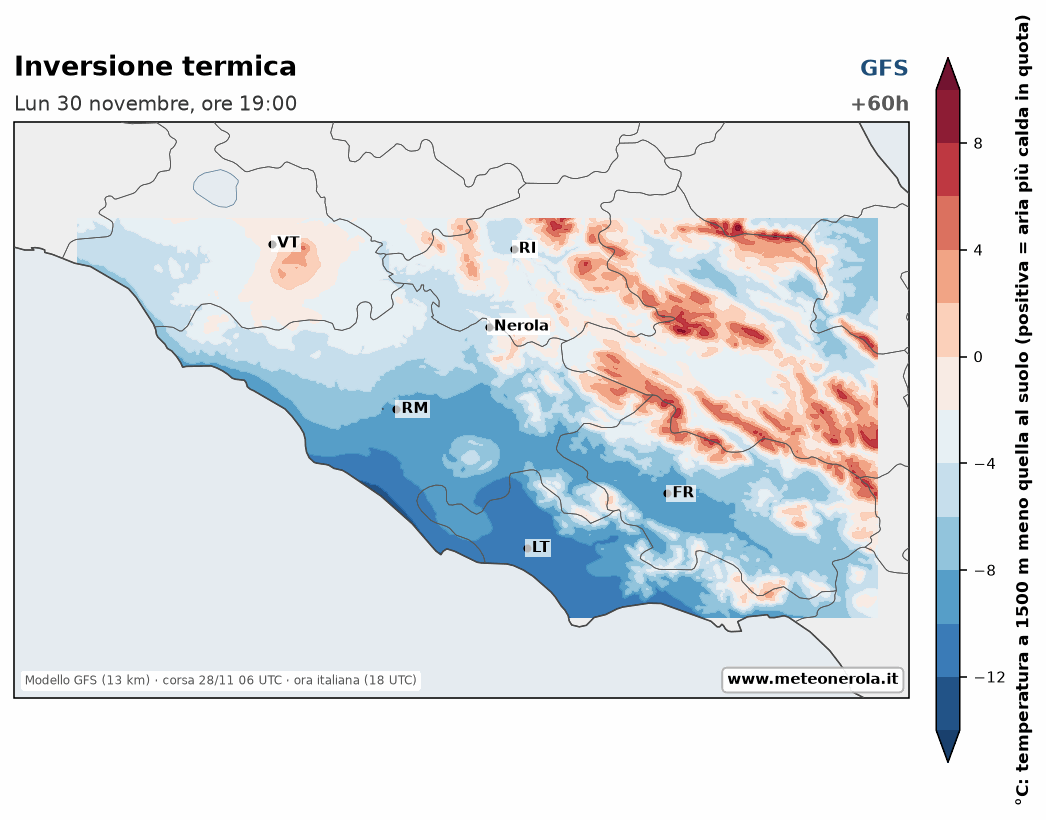 Inversione termica
GFS
Lun 30 novembre, ore 19:00
+60h
VT
RI
Nerola
RM
FR
LT
Modello GFS (13 km) · corsa 28/11 06 UTC · ora italiana (18 UTC)
www.meteonerola.it
8
4
0
−4
−8
−12
°C: temperatura a 1500 m meno quella al suolo (positiva = aria più calda in quota)